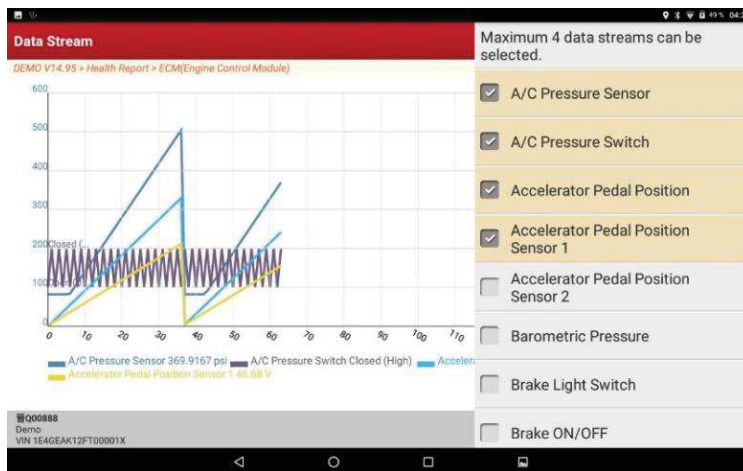 49%
Data Stream
DEMO V14.95 > Health Report > ECM(Engine Control Module)
600
500
400
300
200
100
0
Closed (...
0 10 20 30 40 50 60 70 80 90 100 110
A/C Pressure Sensor 369.9167 psi A/C Pressure Switch Closed (High) Acceler
Accelerator Pedal Position Sensor 1 46.68 V
Q00888
Demo
VIN 1E4GEAK12FT00001X
Maximum 4 data streams can be
selected.
A/C Pressure Sensor
A/C Pressure Switch
Accelerator Pedal Position
Accelerator Pedal Position
Sensor 1
Accelerator Pedal Position
Sensor 2
Barometric Pressure
Brake Light Switch
Brake ON/OFF